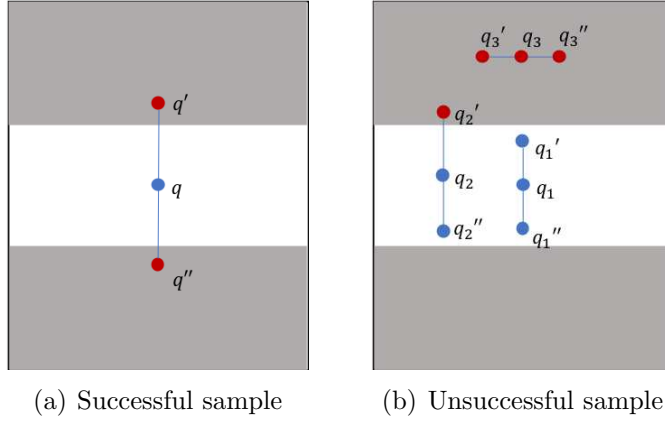 q'
q
q''
(a) Successful sample
q₃' q₃ q₃''
q₂'
q₁'
q₂ q₁
q₂'' q₁''
(b) Unsuccessful sample